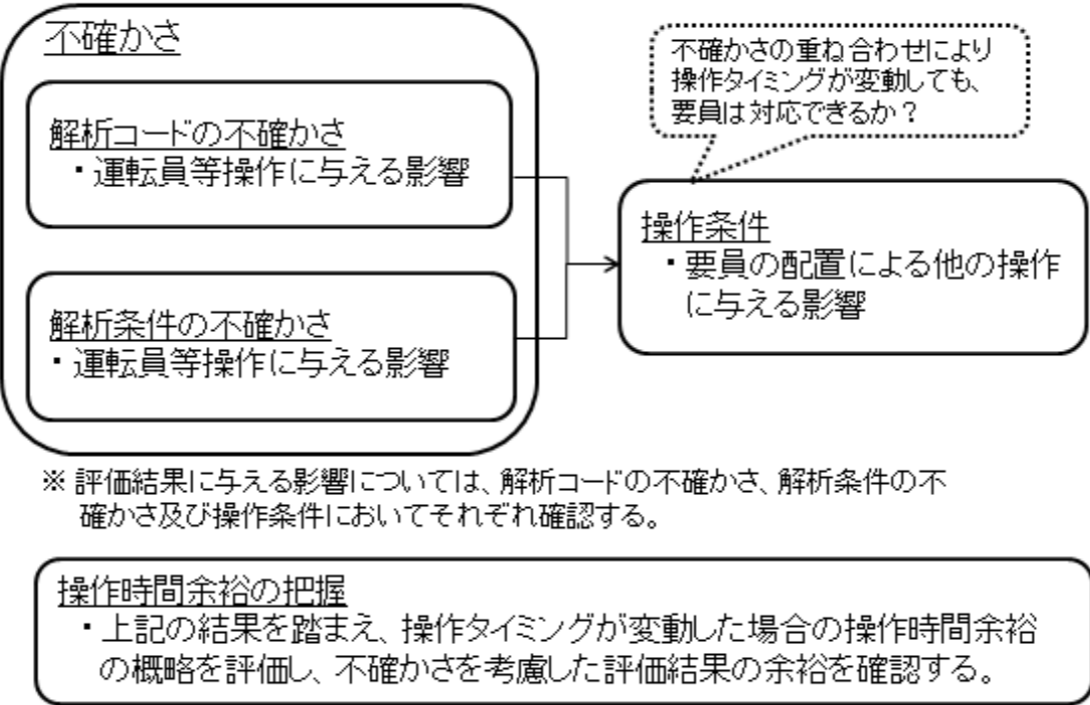 不確かさ
解析コードの不確かさ
・運転員等操作に与える影響
解析条件の不確かさ
・運転員等操作に与える影響
不確かさの重ね合わせにより
操作タイミングが変動しても、
要員は対応できるか？
操作条件
・要員の配置による他の操作
に与える影響
※ 評価結果に与える影響については、解析コードの不確かさ、解析条件の不
確かさ及び操作条件においてそれぞれ確認する。
操作時間余裕の把握
・上記の結果を踏まえ、操作タイミングが変動した場合の操作時間余裕
の概略を評価し、不確かさを考慮した評価結果の余裕を確認する。